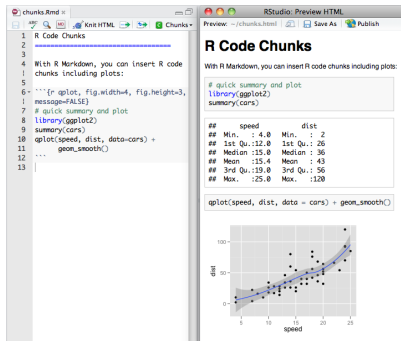 chunks.Rmd ×
ABC MD Knit HTML Chunks
1 R Code Chunks
2 ==================================
3
4 With R Markdown, you can insert R code
5 chunks including plots:
5
6 ```{r qplot, fig.width=4, fig.height=3,
message=FALSE}
7 # quick summary and plot
8 library(ggplot2)
9 summary(cars)
10 qplot(speed, dist, data=cars) +
11 geom_smooth()
12 ```
13
RStudio: Preview HTML
Preview: ~/chunks.html Save As Publish
R Code Chunks
With R Markdown, you can insert R code chunks including plots:
# quick summary and plot
library(ggplot2)
summary(cars)
## speed dist
## Min. : 4.0 Min. : 2
## 1st Qu.:12.0 1st Qu.: 26
## Median :15.0 Median : 36
## Mean :15.4 Mean : 43
## 3rd Qu.:19.0 3rd Qu.: 56
## Max. :25.0 Max. :120
qplot(speed, dist, data = cars) + geom_smooth()
100
50
0
dist
5 10 15 20 25
speed